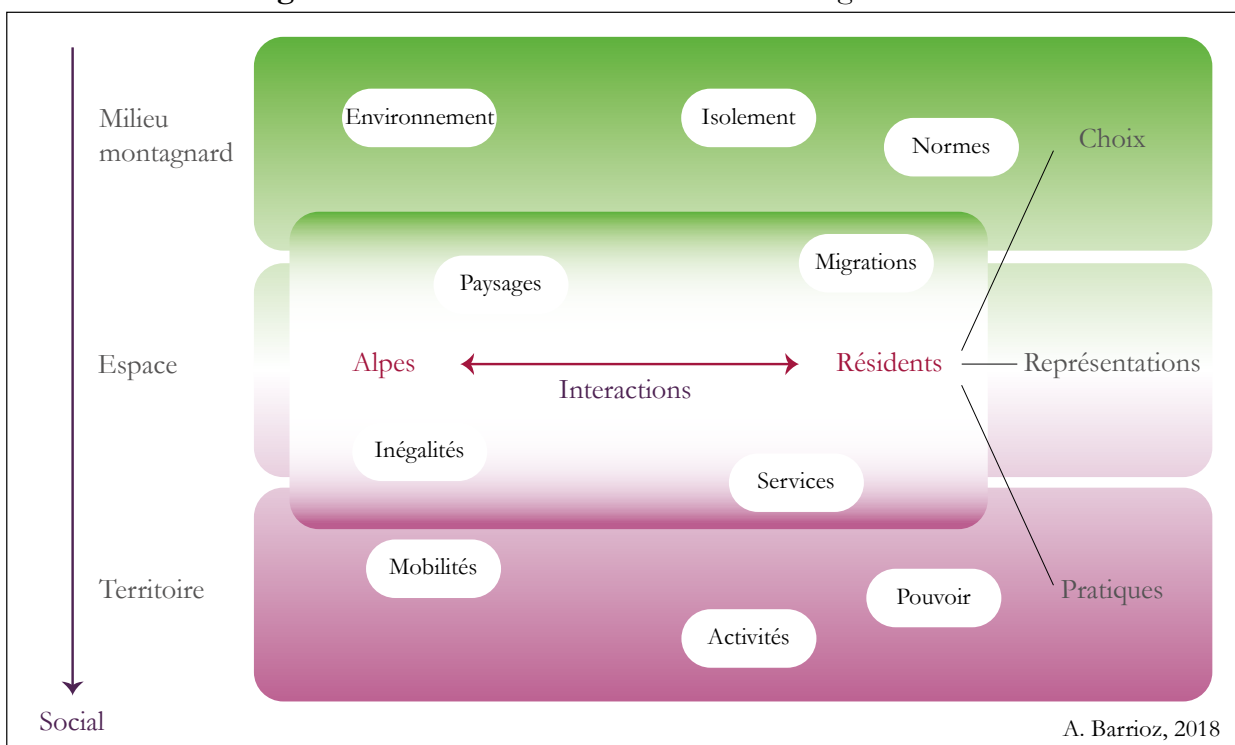 Milieu
montagnard
Environnement
Isolement
Normes
Choix
Paysages
Migrations
Espace
Alpes
Interactions
Résidents
Représentations
Inégalités
Services
Territoire
Mobilités
Activités
Pouvoir
Pratiques
Social
A. Barrioz, 2018